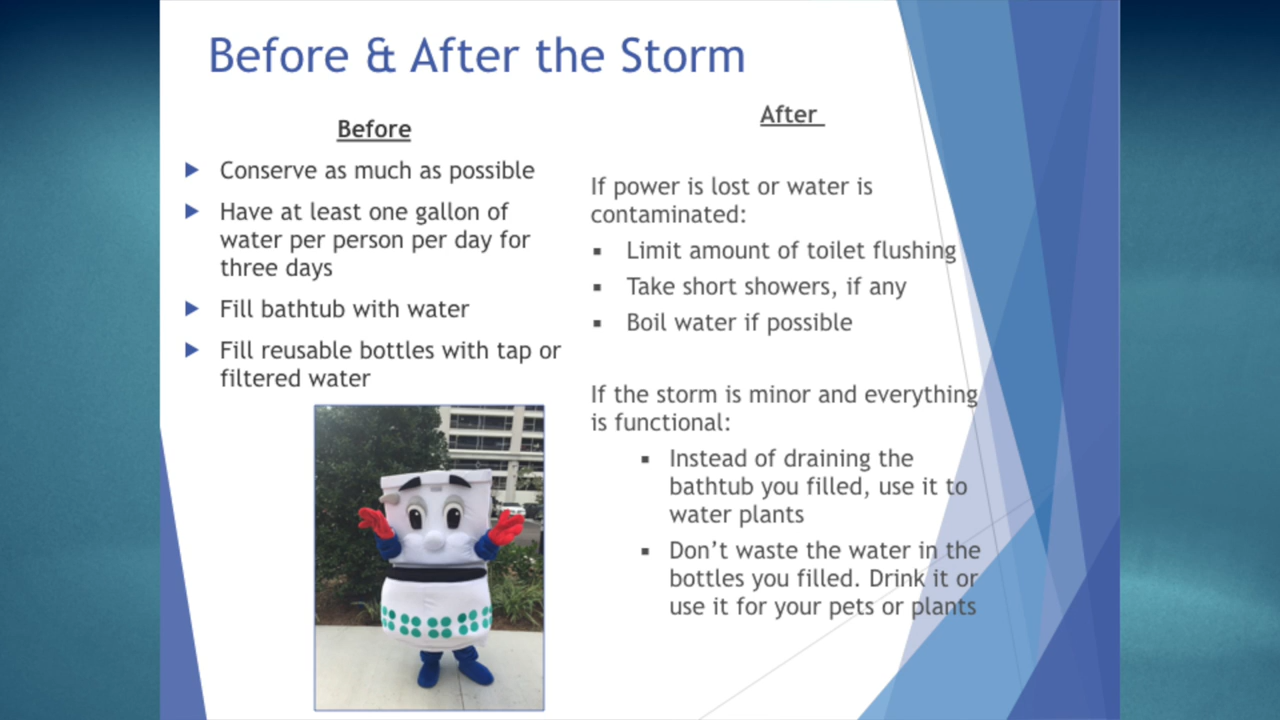 Before & After the Storm
Before
Conserve as much as possible
Have at least one gallon of
water per person per day for
three days
Fill bathtub with water
Fill reusable bottles with tap or
filtered water
After
If power is lost or water is
contaminated:
Limit amount of toilet flushing
Take short showers, if any
Boil water if possible
If the storm is minor and everything
is functional:
Instead of draining the
bathtub you filled, use it to
water plants
Don’t waste the water in the
bottles you filled. Drink it or
use it for your pets or plants